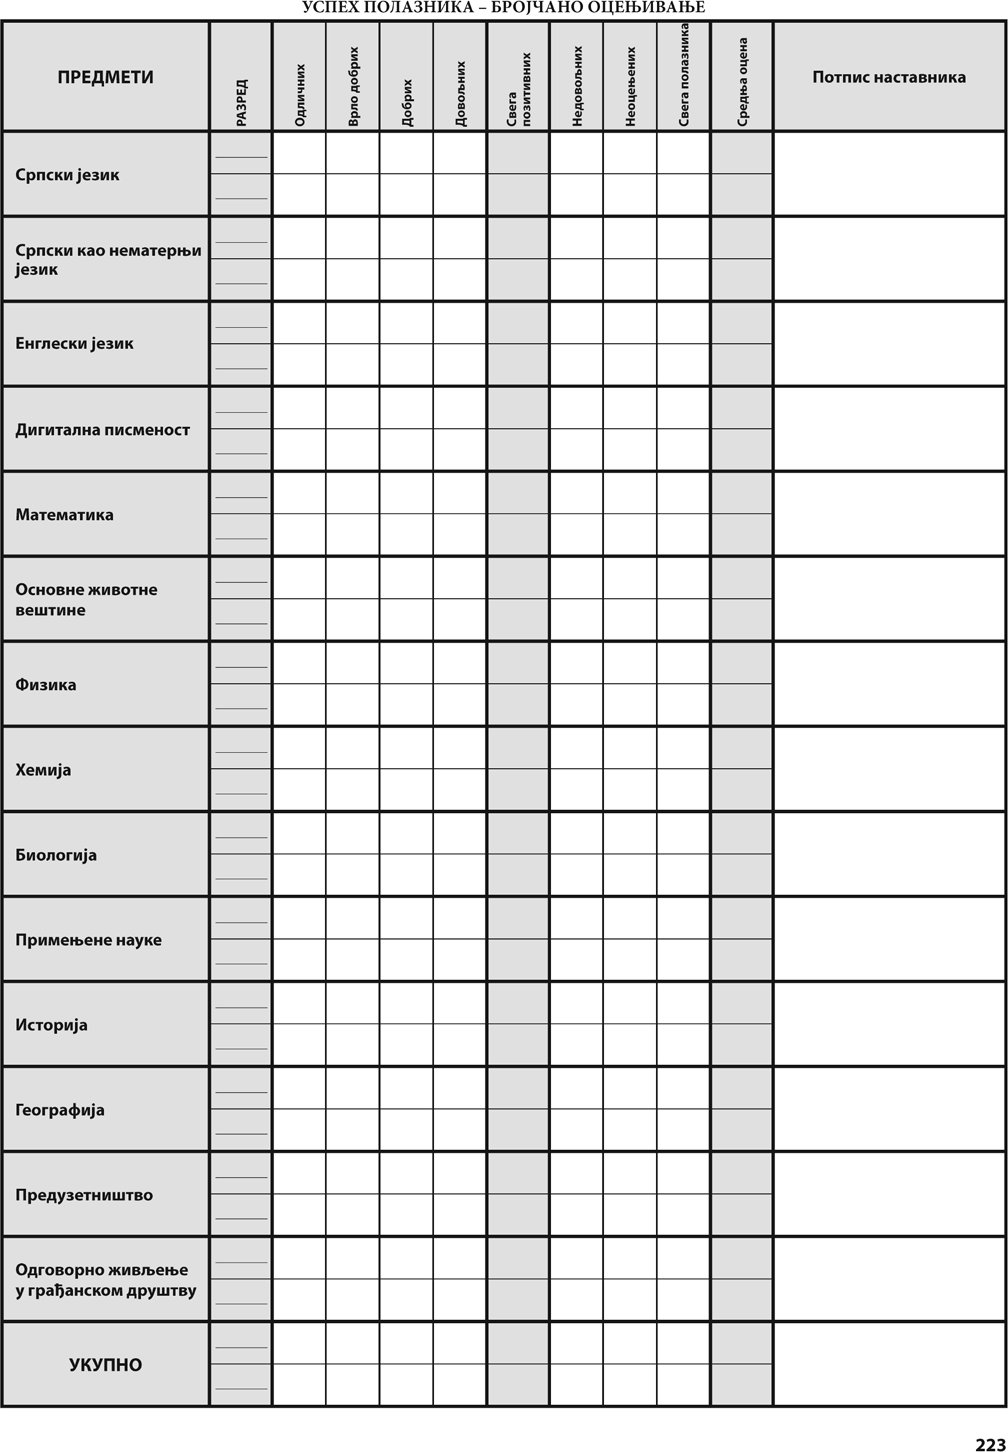 УСПЕХ ПОЛАЗНИКА – БРОЈЧАНО ОЦЕЊИВАЊЕ
ПРЕДМЕТИ
РАЗРЕД
Одличних
Врло добрих
Добрих
Довољних
Свега
позитивних
Недовољних
Неоцењених
Свега полазника
Средња оцена
Потпис наставника
Српски језик
Српски као нематерњи
језик
Енглески језик
Дигитална писменост
Математика
Основне животне
вештине
Физика
Хемија
Биологија
Примењене науке
Историја
Географија
Предузетништво
Одговорно живљење
у грађанском друштву
УКУПНО
223